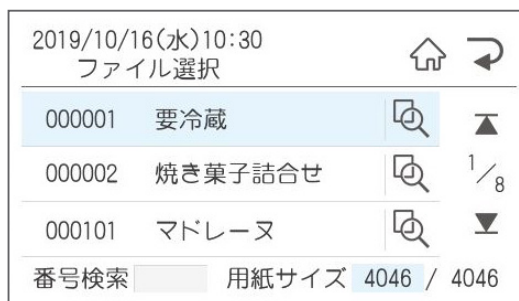 2019/10/16(水)10:30
ファイル選択
000001 要冷蔵
000002 焼き菓子詰合せ
1/8
000101 マドレーヌ
番号検索 用紙サイズ 4046 / 4046